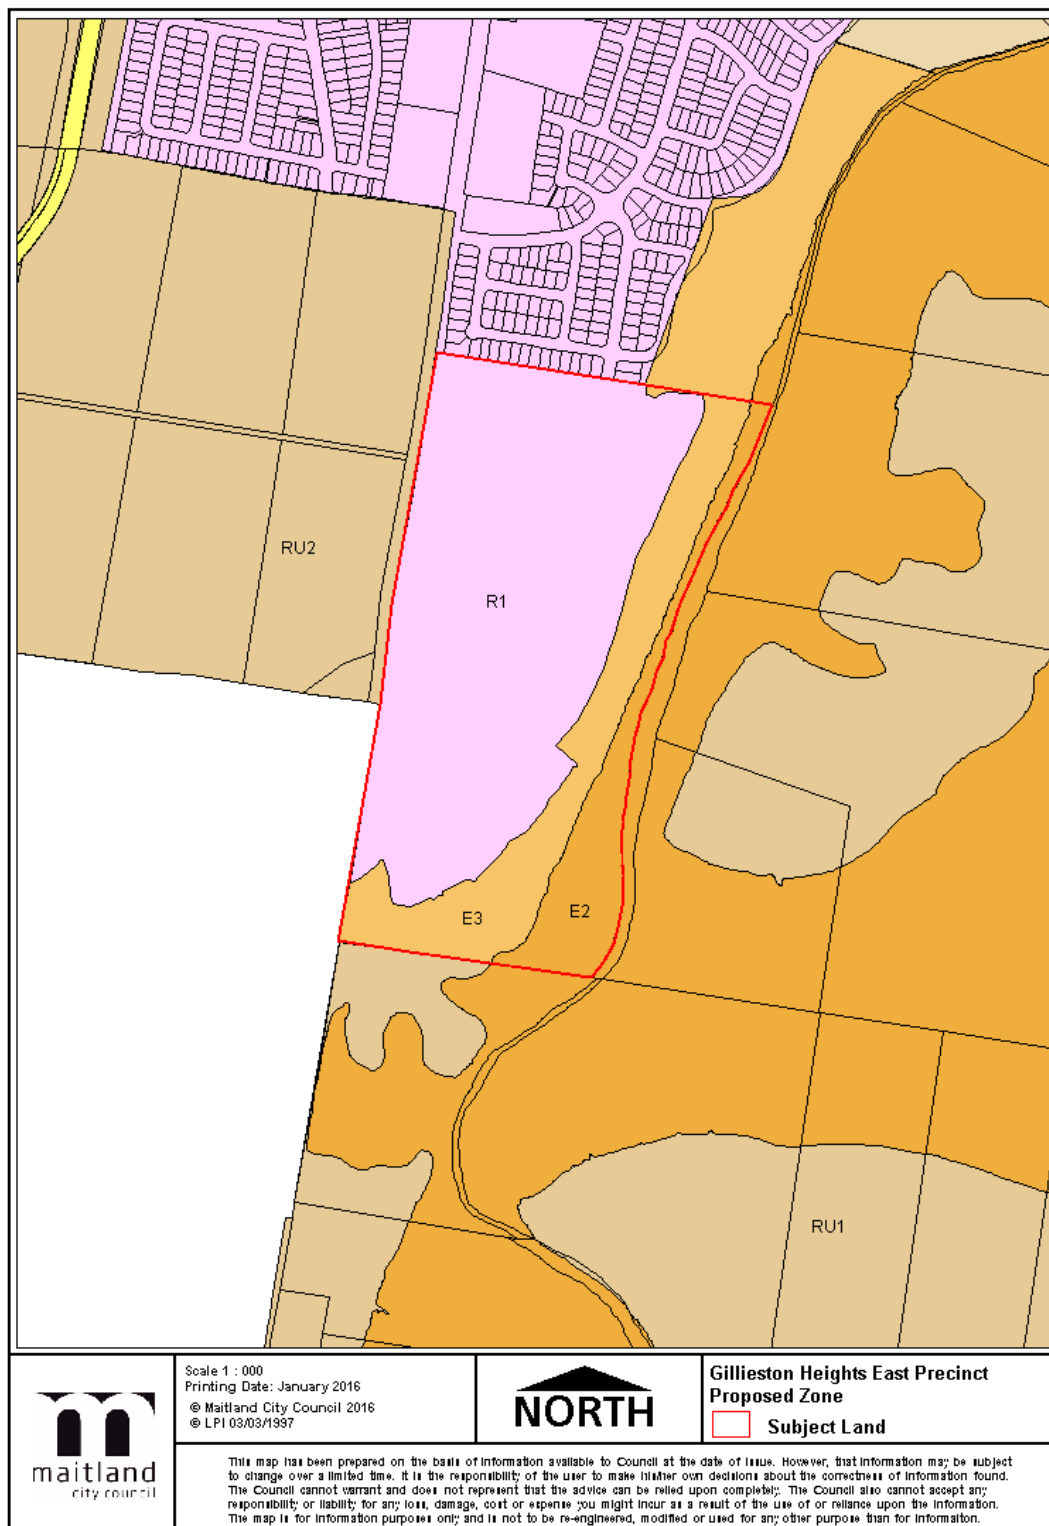 RU2
R1
E3
E2
RU1
maitland
city council
Scale 1 : 000
Printing Date: January 2016
© Maitland City Council 2016
© LPI 03/03/1997
NORTH
Gillieston Heights East Precinct
Proposed Zone
Subject Land
This map has been prepared on the basis of information available to Council at the date of issue. However, that information may be subject
to change over a limited time. It is the responsibility of the user to make his/her own decisions about the correctness of information found.
The Council cannot warrant and does not represent that the advice can be relied upon completely. The Council also cannot accept any
responsibility or liability for any loss, damage, cost or expense you might incur as a result of the use of or reliance upon the information.
The map is for information purposes only and is not to be re-engineered, modified or used for any other purpose than for informaiton.